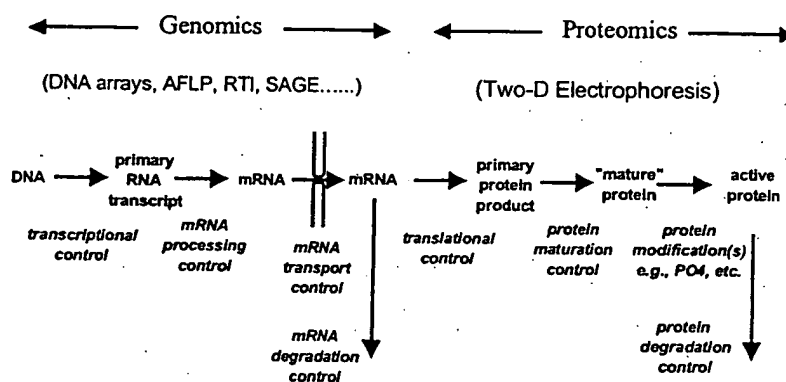 Genomics
Proteomics
(DNA arrays, AFLP, RTI, SAGE......)
(Two-D Electrophoresis)
DNA
primary
RNA
transcript
mRNA
mRNA
primary
protein
product
"mature"
protein
active
protein
transcriptional
control
mRNA
processing
control
mRNA
transport
control
translational
control
protein
maturation
control
protein
modification(s)
e.g., PO4, etc.
mRNA
degradation
control
protein
degradation
control